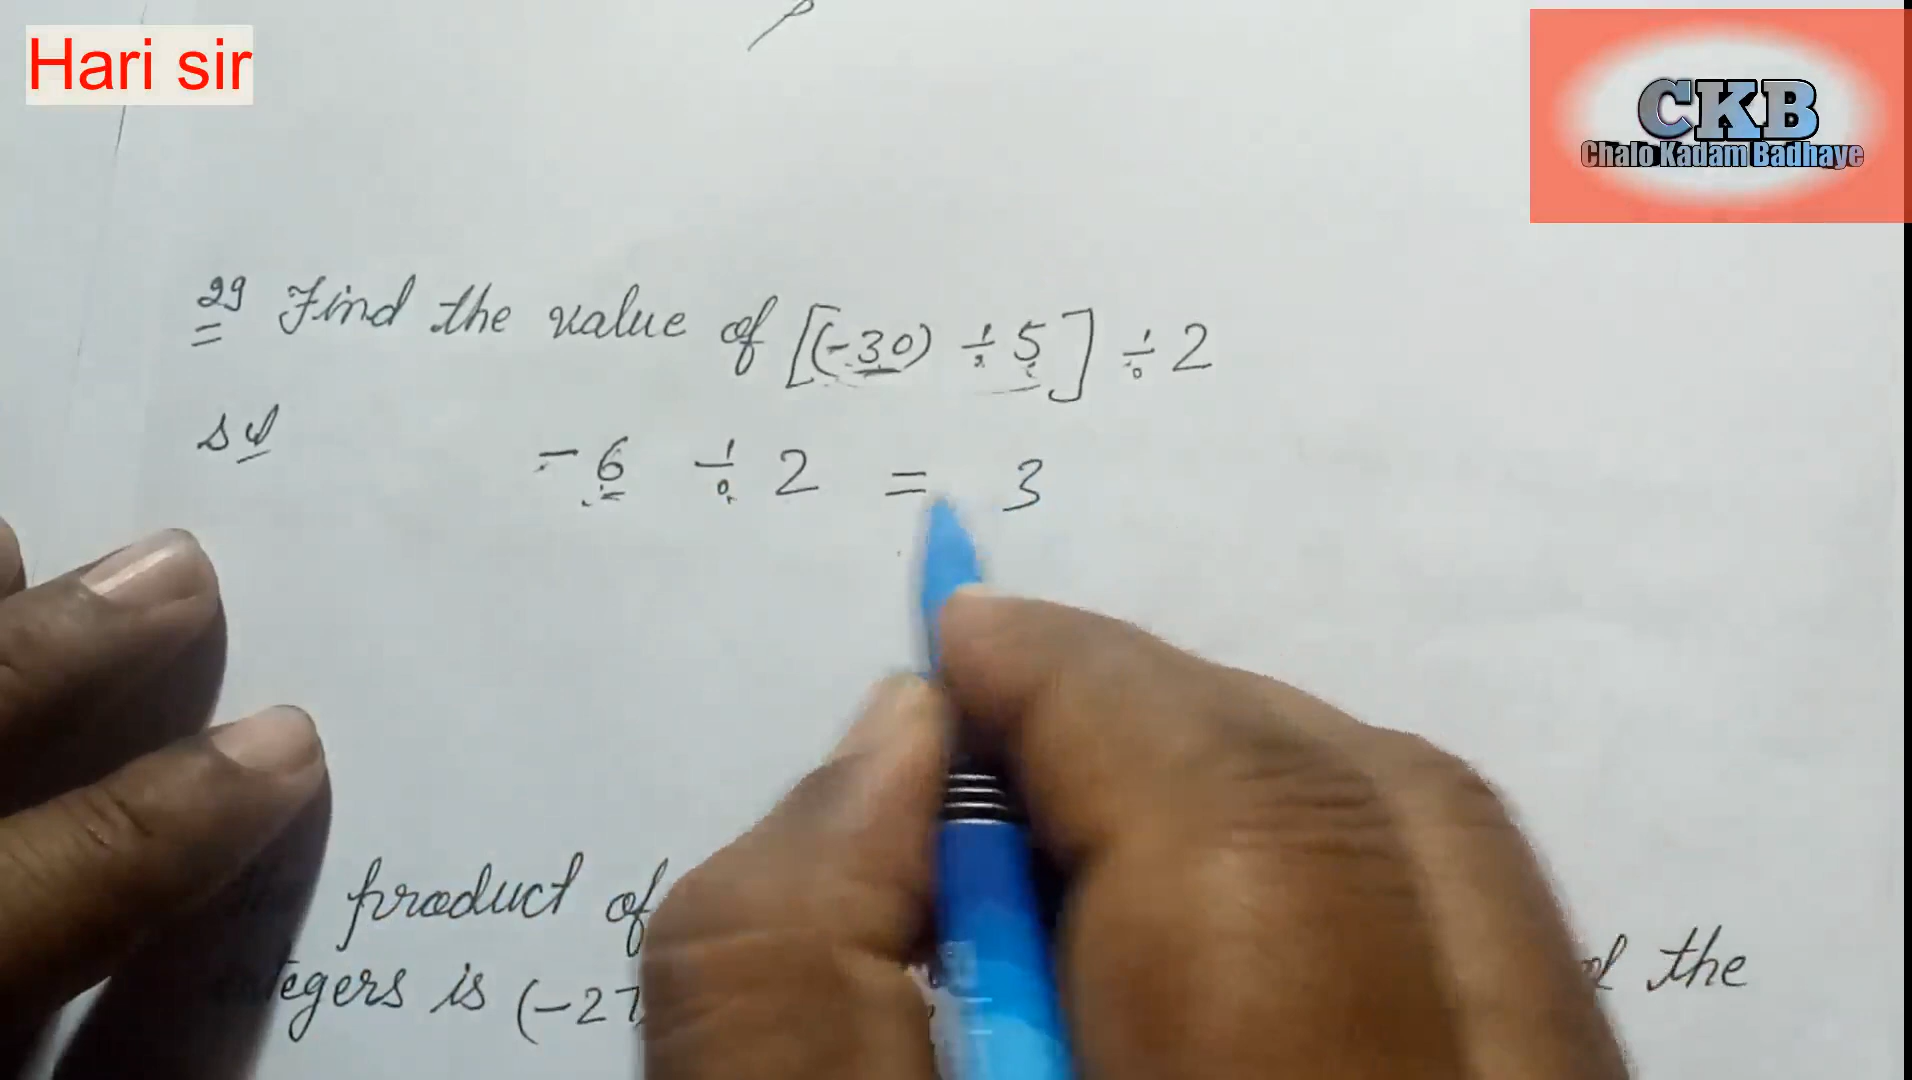 Hari sir
CKB
Chalo Kadam Badhaye
29 Find the value of [(-30) ÷ 5] ÷ 2
Sol
-6 ÷ 2 = 3
product of
integers is (-27
the